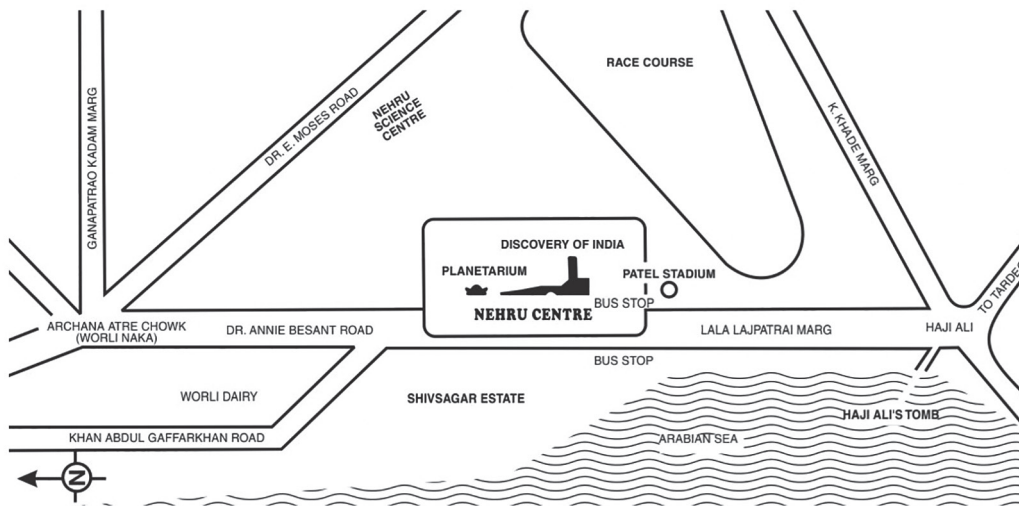 RACE COURSE
GANAPATRAO KADAM MARG
DR. E. MOSES ROAD
NEHRU
SCIENCE
CENTRE
K. KHADE MARG
DISCOVERY OF INDIA
PLANETARIUM
PATEL STADIUM
BUS STOP
NEHRU CENTRE
TO TARDE
ARCHANA ATRE CHOWK
(WORLI NAKA)
DR. ANNIE BESANT ROAD
LALA LAJPATRAI MARG
HAJI ALI
BUS STOP
WORLI DAIRY
SHIVSAGAR ESTATE
HAJI ALI'S TOMB
KHAN ABDUL GAFFARKHAN ROAD
ARABIAN SEA
N